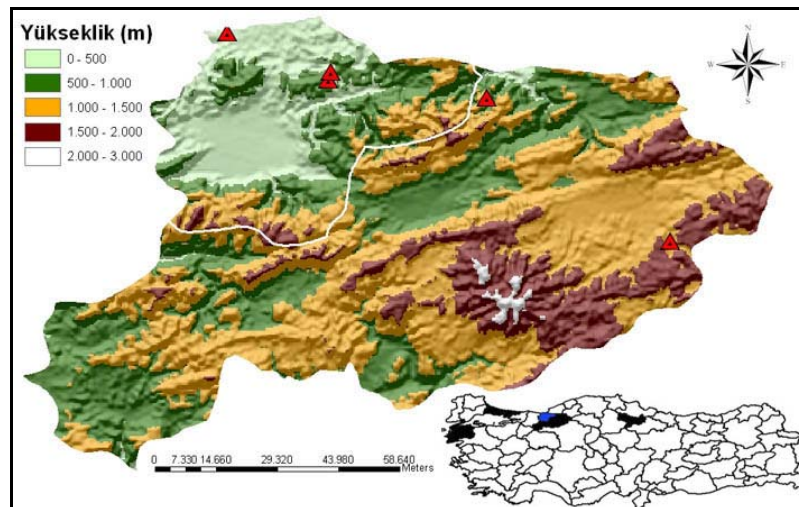 Yükseklik (m)
0 - 500
500 - 1.000
1.000 - 1.500
1.500 - 2.000
2.000 - 3.000
N
W
E
S
0 7.330 14.660 29.320 43.980 58.640
Meters